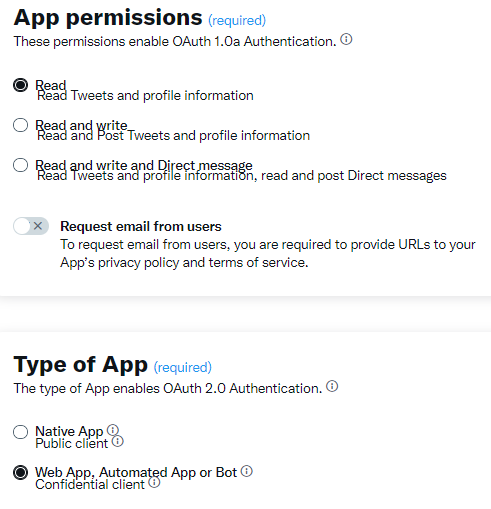 App permissions (required)
These permissions enable OAuth 1.0a Authentication.
Read
Read Tweets and profile information
Read and write
Read and Post Tweets and profile information
Read and write and Direct message
Read Tweets and profile information, read and post Direct messages
Request email from users
To request email from users, you are required to provide URLs to your
App’s privacy policy and terms of service.
Type of App (required)
The type of App enables OAuth 2.0 Authentication.
Native App
Public client
Web App, Automated App or Bot
Confidential client